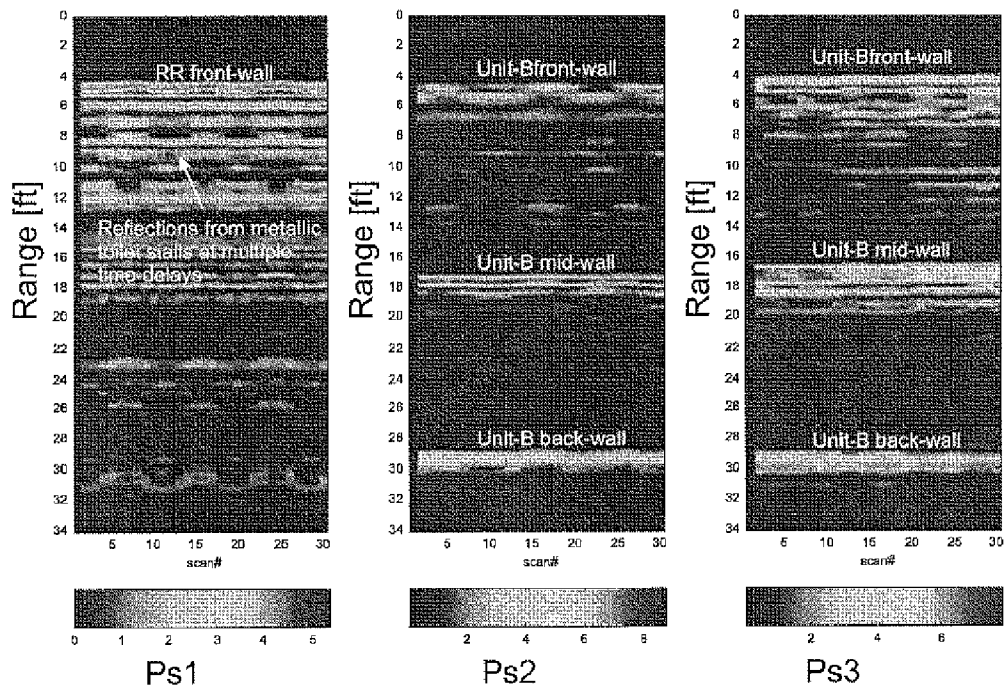 0
2
4
6
8
10
12
14
16
18
20
22
24
26
28
30
32
34
Range [ft]
RR front-wall
Reflections from metallic
toilet stalls at multiple
time delays
5 10 15 20 25 30
scan#
0 1 2 3 4 5
Ps1
0
2
4
6
8
10
12
14
16
18
20
22
24
26
28
30
32
34
Range [ft]
Unit-Bfront-wall
Unit-B mid-wall
Unit-B back-wall
5 10 15 20 25 30
scan#
2 4 6 8
Ps2
0
2
4
6
8
10
12
14
16
18
20
22
24
26
28
30
32
34
Range [ft]
Unit-Bfront-wall
Unit-B mid-wall
Unit-B back-wall
5 10 15 20 25 30
scan#
2 4 6
Ps3